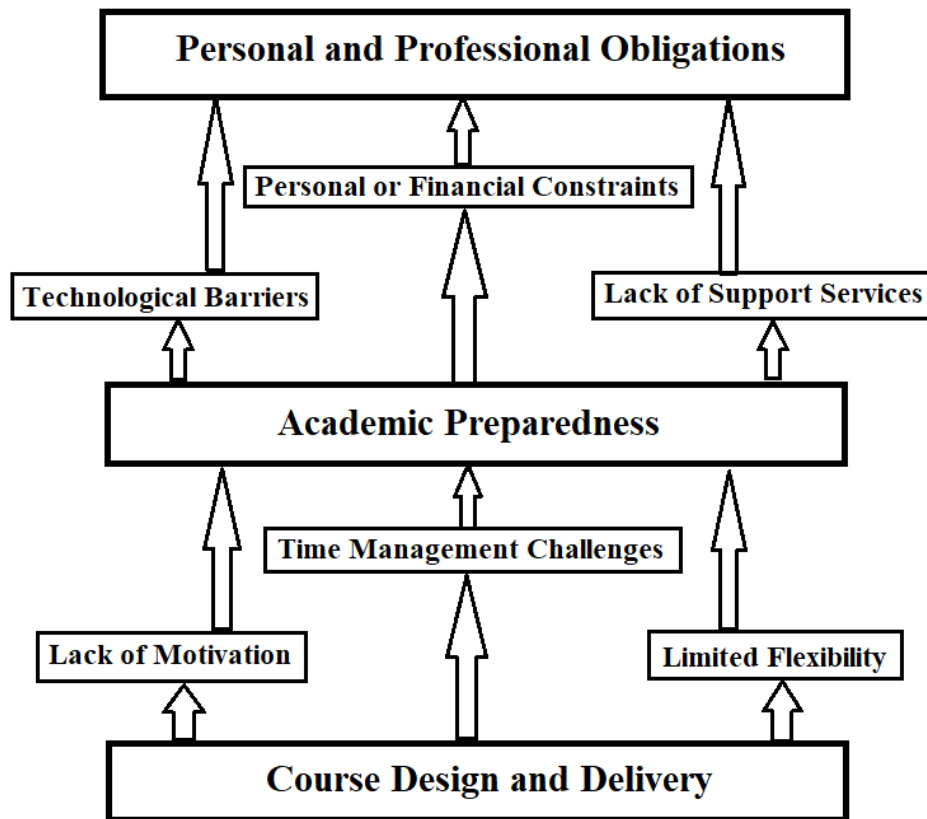 Personal and Professional Obligations
Personal or Financial Constraints
Technological Barriers
Lack of Support Services
Academic Preparedness
Time Management Challenges
Lack of Motivation
Limited Flexibility
Course Design and Delivery